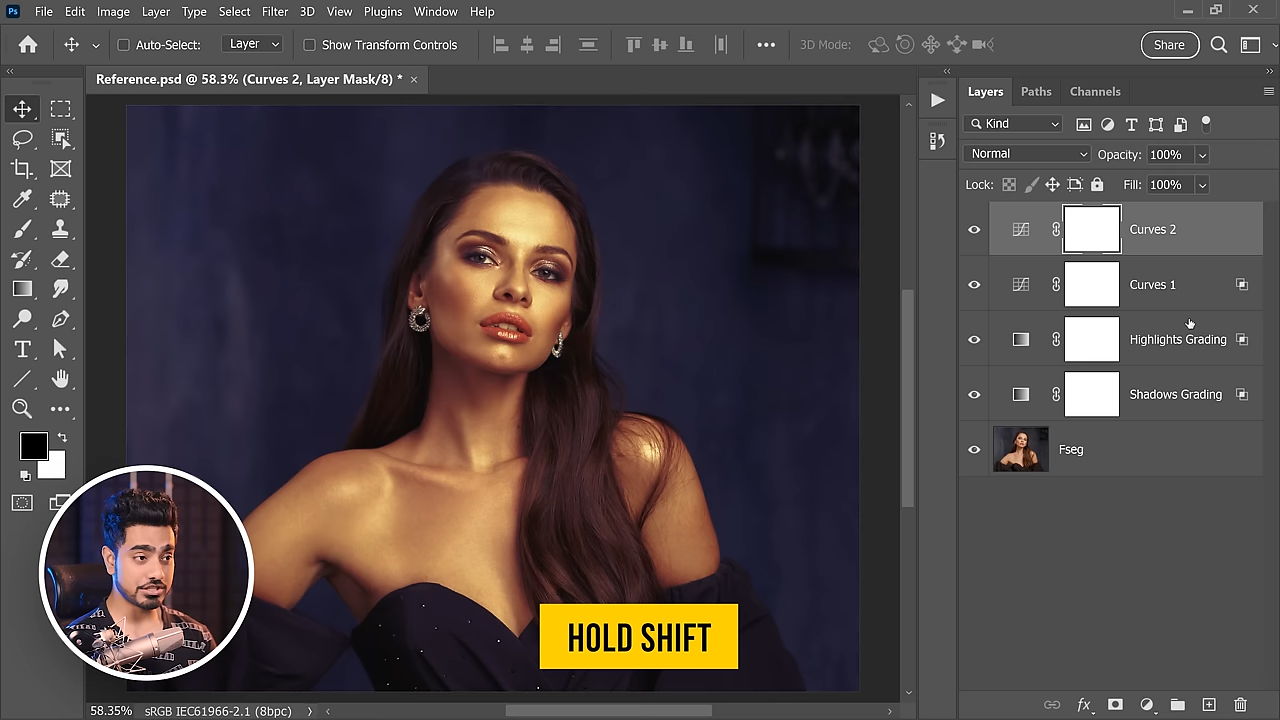 Ps File Edit Image Layer Type Select Filter 3D View Plugins Window Help
Auto-Select: Layer Show Transform Controls 3D Mode: Share
Reference.psd @ 58.3% (Curves 2, Layer Mask/8) * ×
Layers Paths Channels
Kind
Normal Opacity: 100%
Lock: Fill: 100%
Curves 2
Curves 1
Highlights Grading
Shadows Grading
Fseg
HOLD SHIFT
58.35% sRGB IEC61966-2.1 (8bpc)